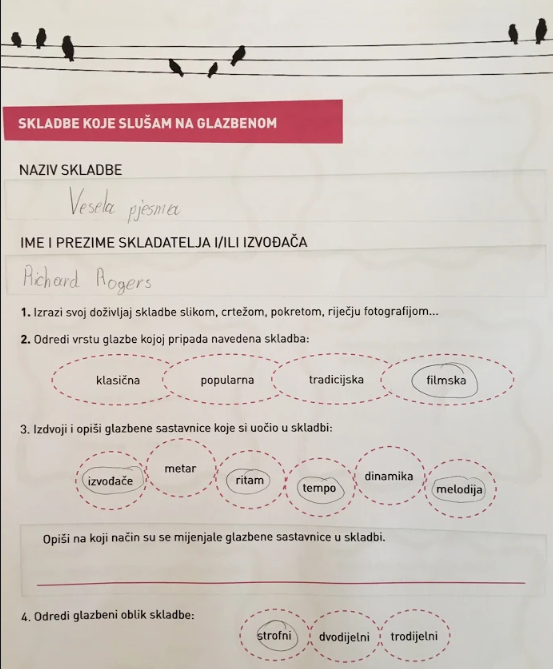 SKLADBE KOJE SLUŠAM NA GLAZBENOM
NAZIV SKLADBE
Vesela pjesma
IME I PREZIME SKLADATELJA I/ILI IZVOĐAČA
Richard Rogers
1. Izrazi svoj doživljaj skladbe slikom, crtežom, pokretom, riječju fotografijom...
2. Odredi vrstu glazbe kojoj pripada navedena skladba:
klasična popularna tradicijska filmska
3. Izdvoji i opiši glazbene sastavnice koje si uočio u skladbi:
izvođače metar ritam tempo dinamika melodija
Opiši na koji način su se mijenjale glazbene sastavnice u skladbi.
4. Odredi glazbeni oblik skladbe:
strofni dvodijelni trodijelni